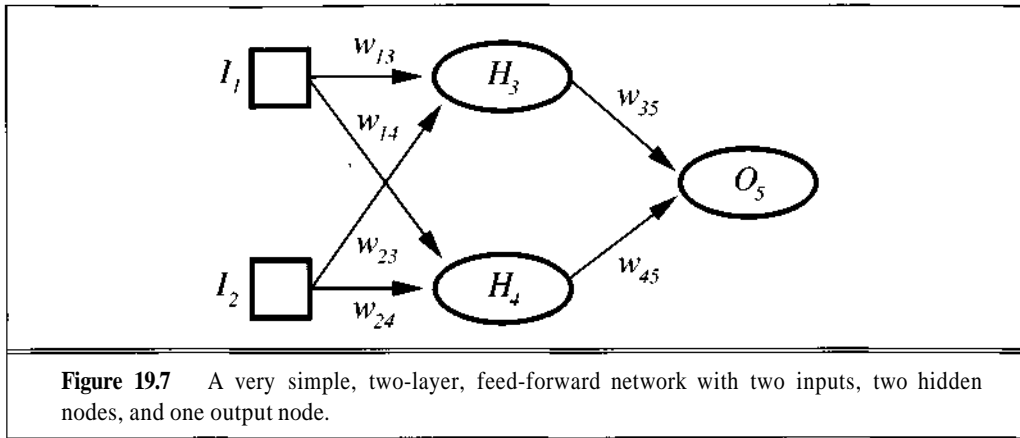 w13
I1
H3
w35
w14
O5
w23
I2
H4
w45
w24
Figure 19.7 A very simple, two-layer, feed-forward network with two inputs, two hidden
nodes, and one output node.